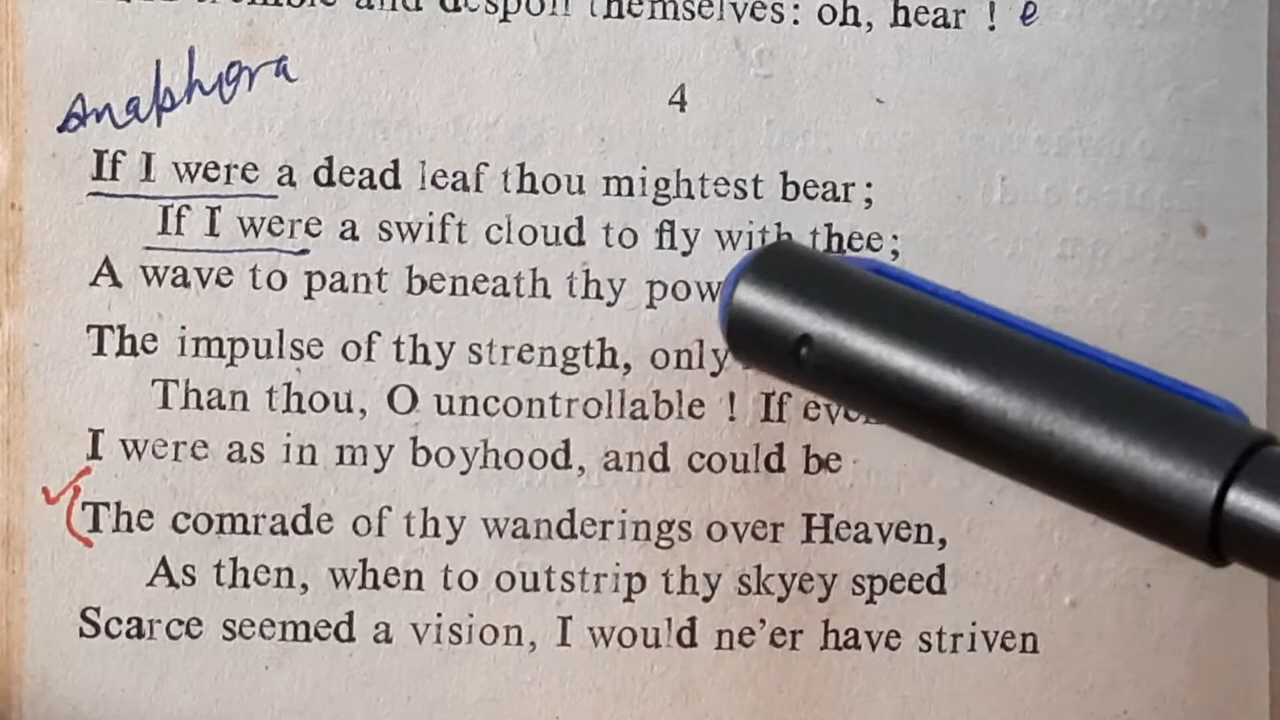 and despoil themselves: oh, hear ! e
Anaphora
4
If I were a dead leaf thou mightest bear;
If I were a swift cloud to fly with thee;
A wave to pant beneath thy pow
The impulse of thy strength, only
Than thou, O uncontrollable ! If
I were as in my boyhood, and could be
The comrade of thy wanderings over Heaven,
As then, when to outstrip thy skyey speed
Scarce seemed a vision, I would ne'er have striven